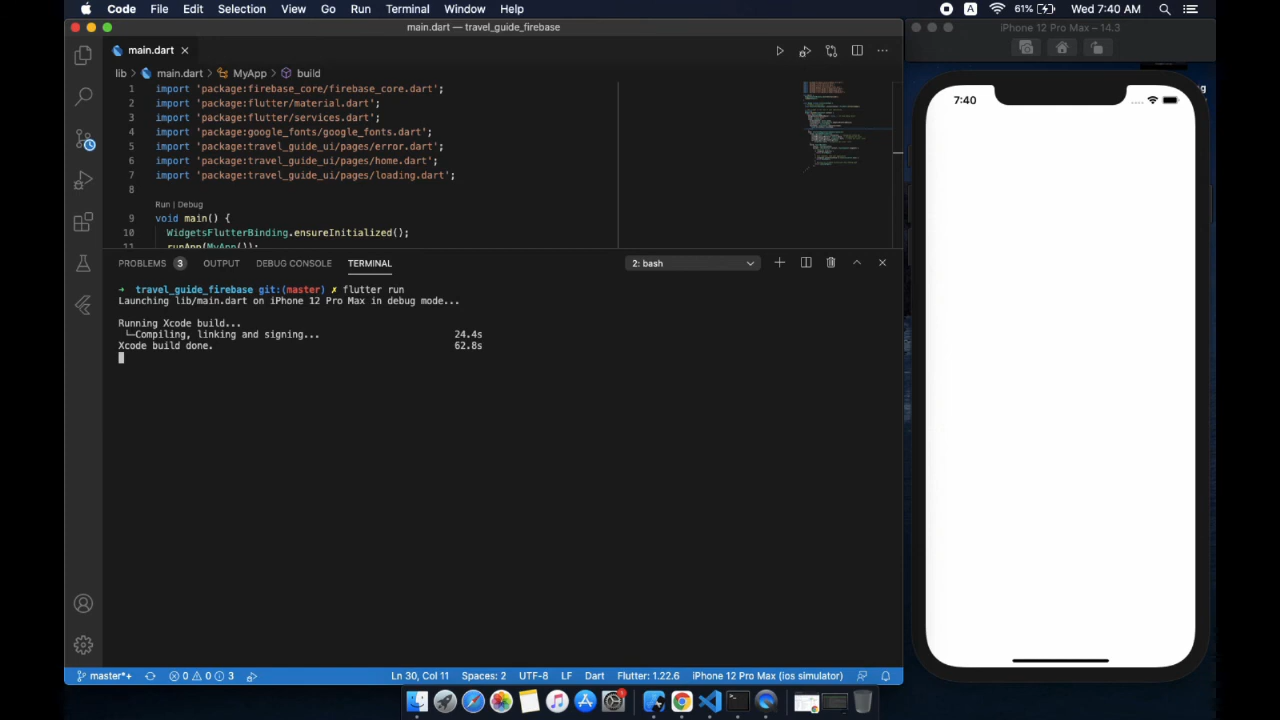 Code File Edit Selection View Go Run Terminal Window Help A 61% Wed 7:40 AM
main.dart — travel_guide_firebase
iPhone 12 Pro Max – 14.3
main.dart
lib > main.dart > MyApp > build
1 import 'package:firebase_core/firebase_core.dart';
2 import 'package:flutter/material.dart';
3 import 'package:flutter/services.dart';
4 import 'package:google_fonts/google_fonts.dart';
5 import 'package:travel_guide_ui/pages/error.dart';
6 import 'package:travel_guide_ui/pages/home.dart';
7 import 'package:travel_guide_ui/pages/loading.dart';
8
Run | Debug
9 void main() {
10 WidgetsFlutterBinding.ensureInitialized();
11 runApp(MyApp());
PROBLEMS 3 OUTPUT DEBUG CONSOLE TERMINAL 2: bash
→ travel_guide_firebase git:(master) ✗ flutter run
Launching lib/main.dart on iPhone 12 Pro Max in debug mode...
Running Xcode build...
└─Compiling, linking and signing... 24.4s
Xcode build done. 62.8s
master*+ 0 0 3 Ln 30, Col 11 Spaces: 2 UTF-8 LF Dart Flutter: 1.22.6 iPhone 12 Pro Max (ios simulator)
7:40